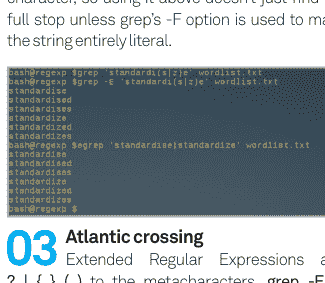 character, so using it above doesn't just find
full stop unless grep's -F option is used to ma
the string entirely literal.
bash@regexp $grep 'standardi(s|z)e' wordlist.txt
bash@regexp $grep -E 'standardi(s|z)e' wordlist.txt
standardise
standardised
standardises
standardize
standardized
standardizes
bash@regexp $egrep 'standardise|standardize' wordlist.txt
standardise
standardised
standardises
standardize
standardized
standardizes
bash@regexp $
03 Atlantic crossing
Extended Regular Expressions a
? | { } ( ) to the metacharacters. grep -E